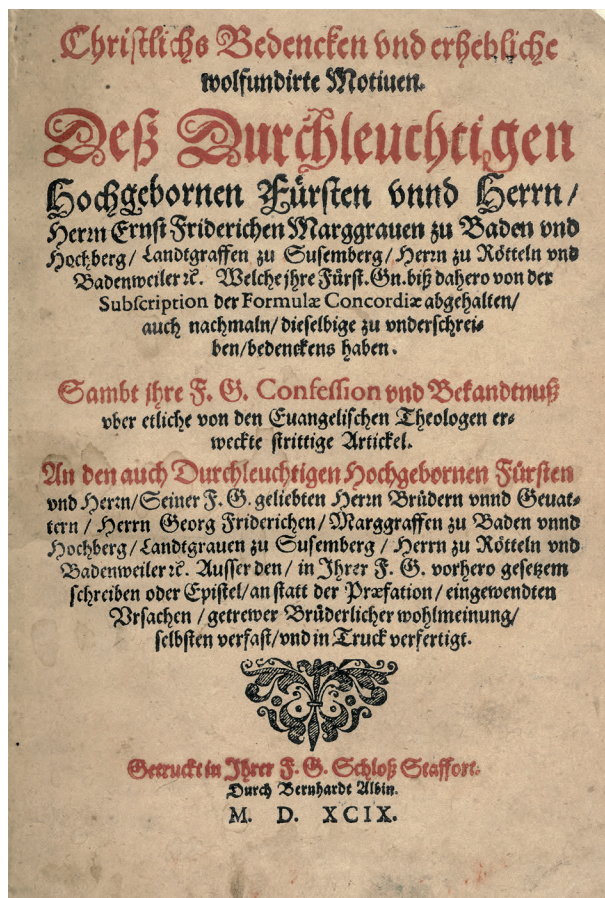 Christlichs Bedencken vnd erhebliche
wolfundirte Motiuen.
Deß Durchleuchtigen
Hochgebornen Fürsten vnnd Herrn/
Herrn Ernst Friderichen Marggrauen zu Baden vnd
Hochberg/ Landtgraffen zu Susemberg/ Herrn zu Rötteln vnd
Badenweiler ꝛc. Welche jhre Fürst. Gn. biß dahero von der
Subscription der Formulæ Concordiæ abgehalten/
auch nachmaln/ dieselbige zu vnderschrei-
ben/bedenckens haben.
Sambt jhre F. G. Confession vnd Bekandtnuß
vber etliche von den Euangelischen Theologen er-
weckte strittige Artickel.
An den auch Durchleuchtigen Hochgebornen Fürsten
vnd Herrn/ Seiner F. G. geliebten Herrn Brüdern vnnd Geuat-
tern / Herrn Georg Friderichen/ Marggraffen zu Baden vnnd
Hochberg/ Landtgrauen zu Susemberg / Herrn zu Rötteln vnd
Badenweiler ꝛc. Ausser den / in Jhrer F. G. vorhero gesetzem
schreiben oder Epistel/ an statt der Præfation / eingewendten
Vrsachen / getrewer Brüderlicher wohlmeinung/
selbsten verfast/ vnd in Truck verfertigt.
Getruckt in Jhrer F. G. Schloß Staffort.
Durch Bernhardt Albin.
M. D. XCIX.